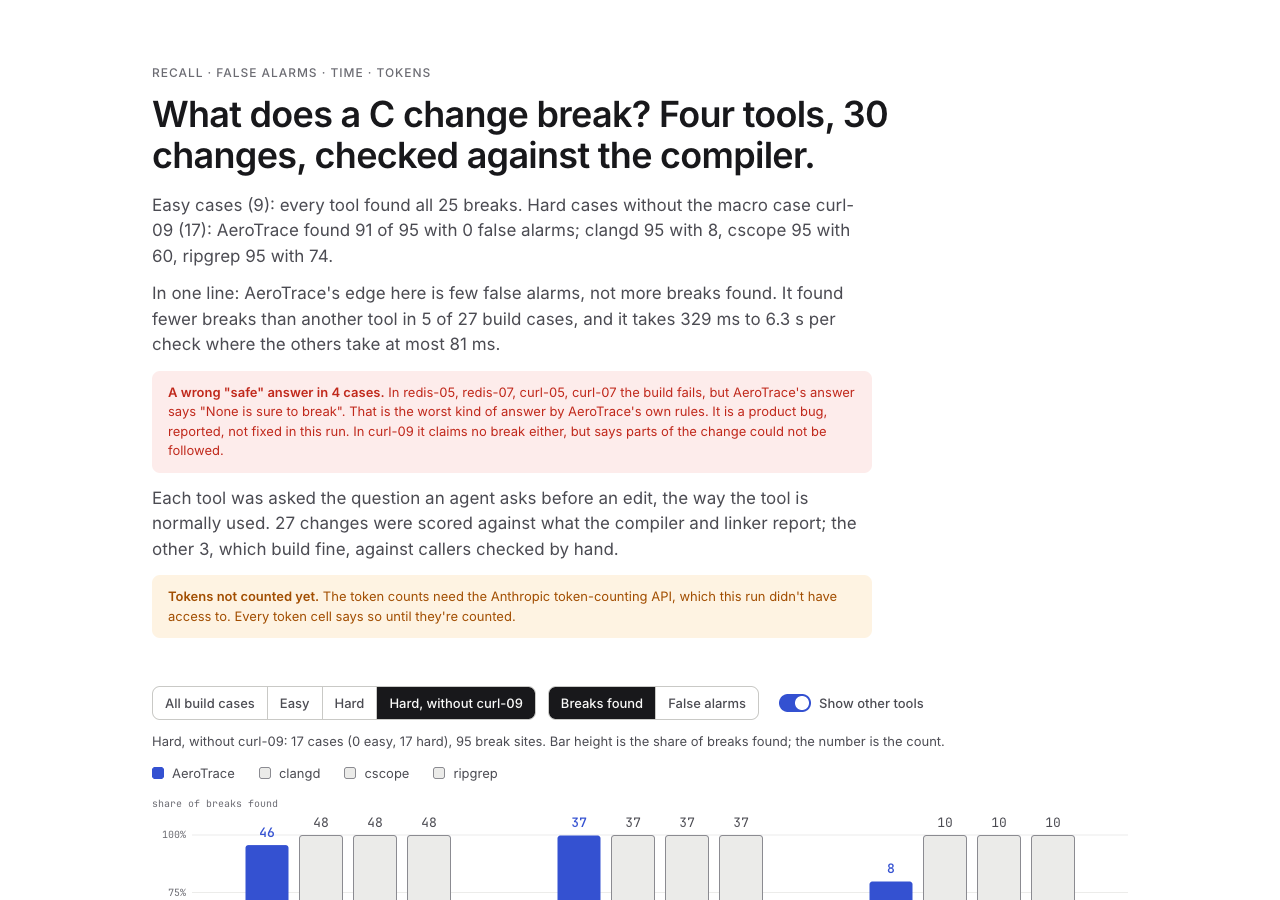 RECALL · FALSE ALARMS · TIME · TOKENS
What does a C change break? Four tools, 30
changes, checked against the compiler.
Easy cases (9): every tool found all 25 breaks. Hard cases without the macro case curl-
09 (17): AeroTrace found 91 of 95 with 0 false alarms; clangd 95 with 8, cscope 95 with
60, ripgrep 95 with 74.
In one line: AeroTrace's edge here is few false alarms, not more breaks found. It found
fewer breaks than another tool in 5 of 27 build cases, and it takes 329 ms to 6.3 s per
check where the others take at most 81 ms.
A wrong "safe" answer in 4 cases. In redis-05, redis-07, curl-05, curl-07 the build fails, but AeroTrace's answer
says "None is sure to break". That is the worst kind of answer by AeroTrace's own rules. It is a product bug,
reported, not fixed in this run. In curl-09 it claims no break either, but says parts of the change could not be
followed.
Each tool was asked the question an agent asks before an edit, the way the tool is
normally used. 27 changes were scored against what the compiler and linker report; the
other 3, which build fine, against callers checked by hand.
Tokens not counted yet. The token counts need the Anthropic token-counting API, which this run didn't have
access to. Every token cell says so until they're counted.
All build cases Easy Hard Hard, without curl-09 Breaks found False alarms Show other tools
Hard, without curl-09: 17 cases (0 easy, 17 hard), 95 break sites. Bar height is the share of breaks found; the number is the count.
AeroTrace clangd cscope ripgrep
share of breaks found
46 48 48 48 37 37 37 37 8 10 10 10
100%
75%